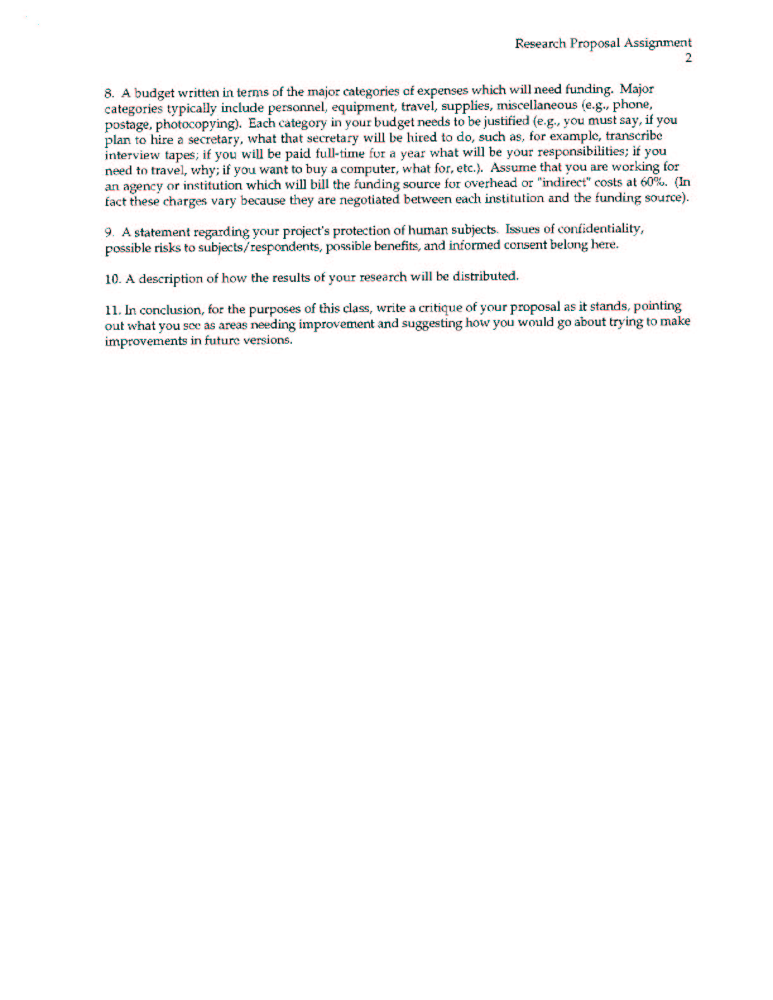 Research Proposal Assignment
2
8. A budget written in terms of the major categories of expenses which will need funding. Major
categories typically include personnel, equipment, travel, supplies, miscellaneous (e.g., phone,
postage, photocopying). Each category in your budget needs to be justified (e.g., you must say, if you
plan to hire a secretary, what that secretary will be hired to do, such as, for example, transcribe
interview tapes; if you will be paid full-time for a year what will be your responsibilities; if you
need to travel, why; if you want to buy a computer, what for, etc.). Assume that you are working for
an agency or institution which will bill the funding source for overhead or "indirect" costs at 60%. (In
fact these charges vary because they are negotiated between each institution and the funding source).
9. A statement regarding your project's protection of human subjects. Issues of confidentiality,
possible risks to subjects/respondents, possible benefits, and informed consent belong here.
10. A description of how the results of your research will be distributed.
11. In conclusion, for the purposes of this class, write a critique of your proposal as it stands, pointing
out what you see as areas needing improvement and suggesting how you would go about trying to make
improvements in future versions.